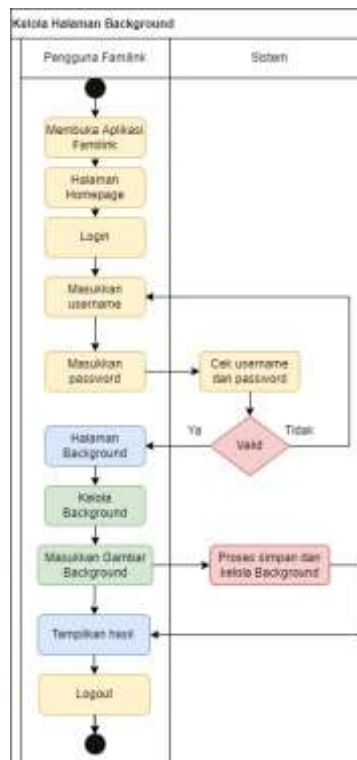 Kelola Halaman Background
Pengguna Familink
Sistem
Membuka Aplikasi
Familink
Halaman
Homepage
Login
Masukkan
username
Masukkan
password
Cek username
dan password
Ya
Valid
Tidak
Halaman
Background
Kelola
Background
Masukkan Gambar
Background
Proses simpan dan
kelola Background
Tampilkan hasil
Logout